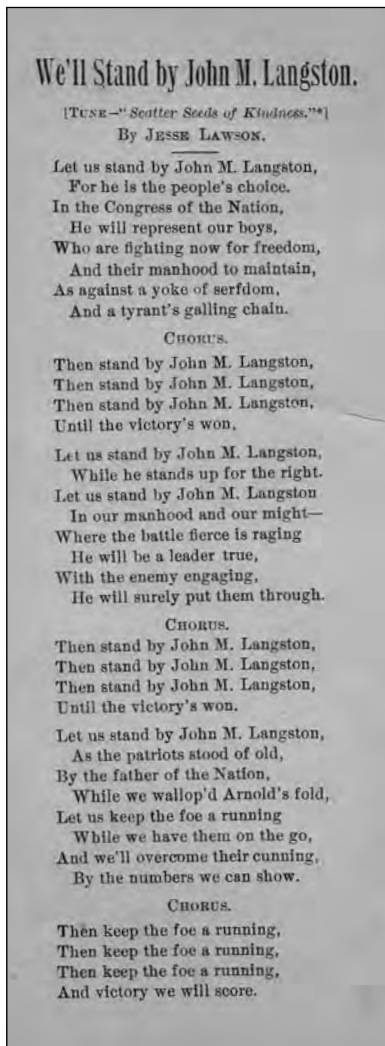 We'll Stand by John M. Langston.
[TUNE—"Scatter Seeds of Kindness."*]
By JESSE LAWSON.
Let us stand by John M. Langston,
For he is the people's choice.
In the Congress of the Nation,
He will represent our boys,
Who are fighting now for freedom,
And their manhood to maintain,
As against a yoke of serfdom,
And a tyrant's galling chain.
CHORUS.
Then stand by John M. Langston,
Then stand by John M. Langston,
Then stand by John M. Langston,
Until the victory's won.
Let us stand by John M. Langston,
While he stands up for the right.
Let us stand by John M. Langston
In our manhood and our might—
Where the battle fierce is raging
He will be a leader true,
With the enemy engaging,
He will surely put them through.
CHORUS.
Then stand by John M. Langston,
Then stand by John M. Langston,
Then stand by John M. Langston,
Until the victory's won.
Let us stand by John M. Langston,
As the patriots stood of old,
By the father of the Nation,
While we wallop'd Arnold's fold,
Let us keep the foe a running
While we have them on the go,
And we'll overcome their cunning,
By the numbers we can show.
CHORUS.
Then keep the foe a running,
Then keep the foe a running,
Then keep the foe a running,
And victory we will score.